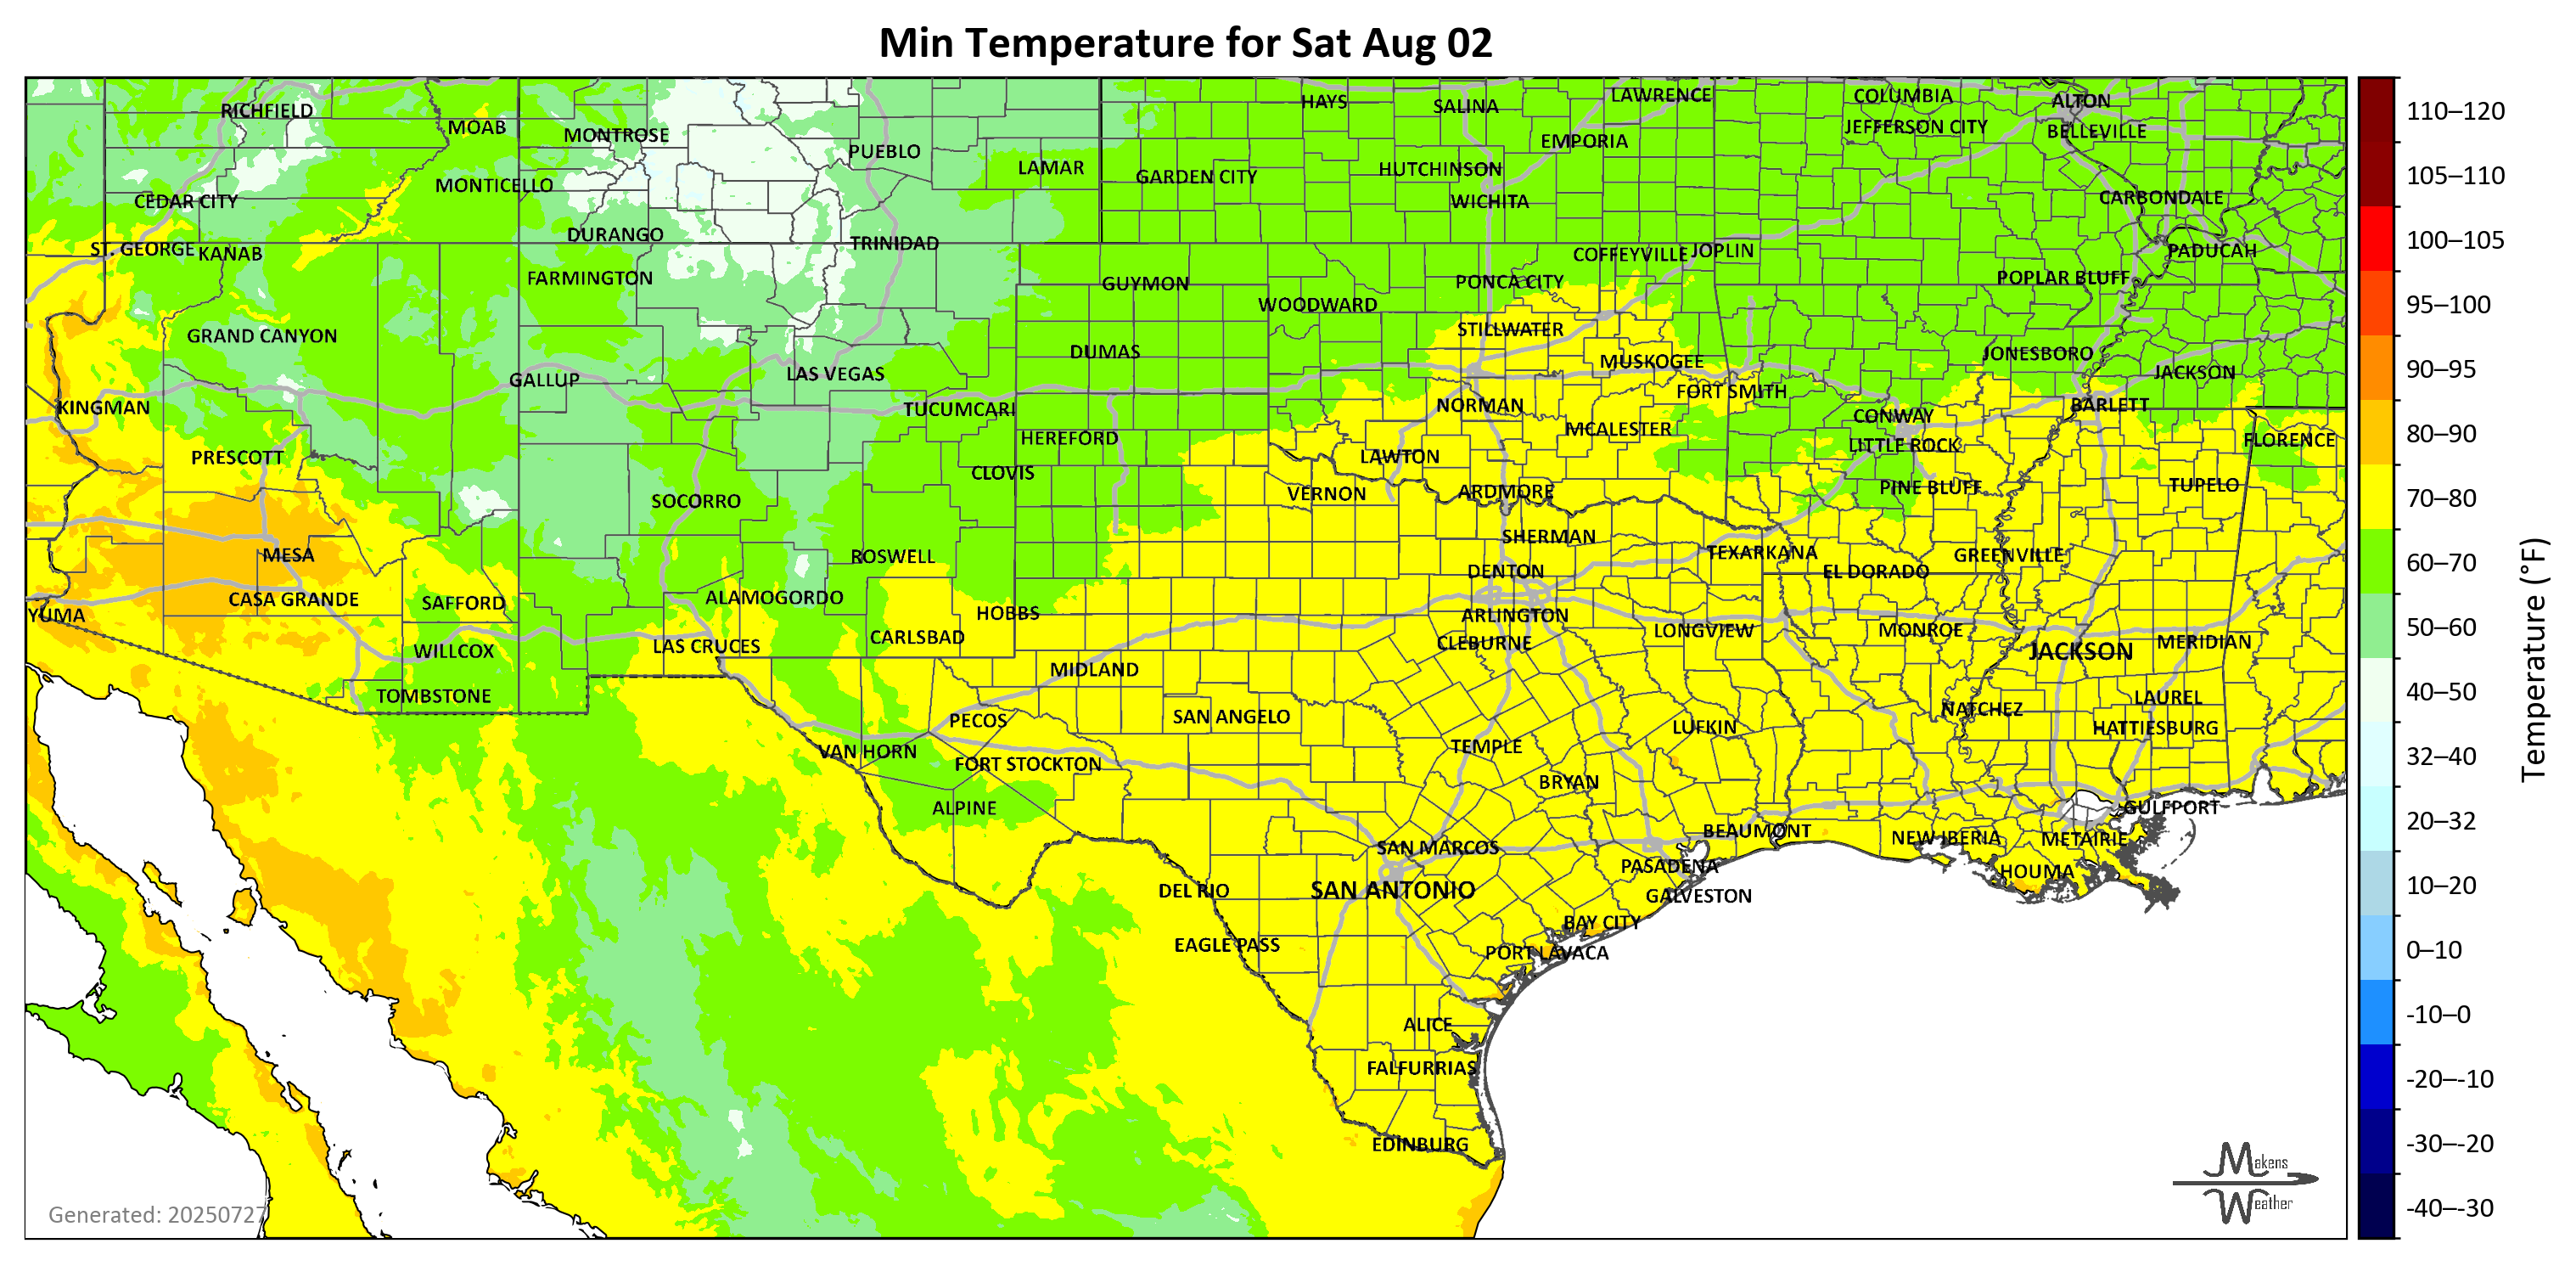 Min Temperature for Sat Aug 02
RICHFIELD
MOAB
MONTROSE
PUEBLO
LAMAR
HAYS
SALINA
LAWRENCE
COLUMBIA
ALTON
JEFFERSON CITY
BELLEVILLE
EMPORIA
HUTCHINSON
GARDEN CITY
MONTICELLO
CEDAR CITY
WICHITA
CARBONDALE
DURANGO
TRINIDAD
ST. GEORGE
KANAB
COFFEYVILLE
JOPLIN
PADUCAH
FARMINGTON
GUYMON
PONCA CITY
POPLAR BLUFF
WOODWARD
GRAND CANYON
STILLWATER
DUMAS
MUSKOGEE
JONESBORO
JACKSON
GALLUP
LAS VEGAS
FORT SMITH
KINGMAN
TUCUMCARI
NORMAN
CONWAY
BARLETT
HEREFORD
MCALESTER
LITTLE ROCK
FLORENCE
PRESCOTT
CLOVIS
LAWTON
SOCORRO
VERNON
ARDMORE
PINE BLUFF
TUPELO
MESA
ROSWELL
SHERMAN
TEXARKANA
GREENVILLE
DENTON
EL DORADO
YUMA
CASA GRANDE
SAFFORD
ALAMOGORDO
HOBBS
ARLINGTON
CLEBURNE
LONGVIEW
MONROE
MERIDIAN
WILLCOX
LAS CRUCES
CARLSBAD
JACKSON
MIDLAND
TOMBSTONE
LAUREL
PECOS
SAN ANGELO
LUFKIN
NATCHEZ
HATTIESBURG
VAN HORN
FORT STOCKTON
TEMPLE
BRYAN
ALPINE
GULFPORT
BEAUMONT
NEW IBERIA
METAIRIE
SAN MARCOS
PASADENA
HOUMA
DEL RIO
SAN ANTONIO
GALVESTON
BAY CITY
EAGLE PASS
PORT LAVACA
ALICE
FALFURRIAS
EDINBURG
Generated: 20250727
Makens
Weather
110–120
105–110
100–105
95–100
90–95
80–90
70–80
60–70
50–60
40–50
32–40
20–32
10–20
0–10
-10–0
-20–-10
-30–-20
-40–-30
Temperature (°F)